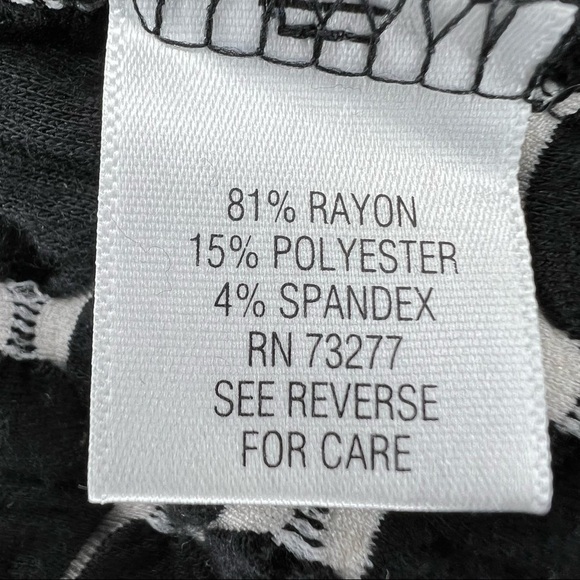 81% RAYON
15% POLYESTER
4% SPANDEX
RN 73277
SEE REVERSE
FOR CARE